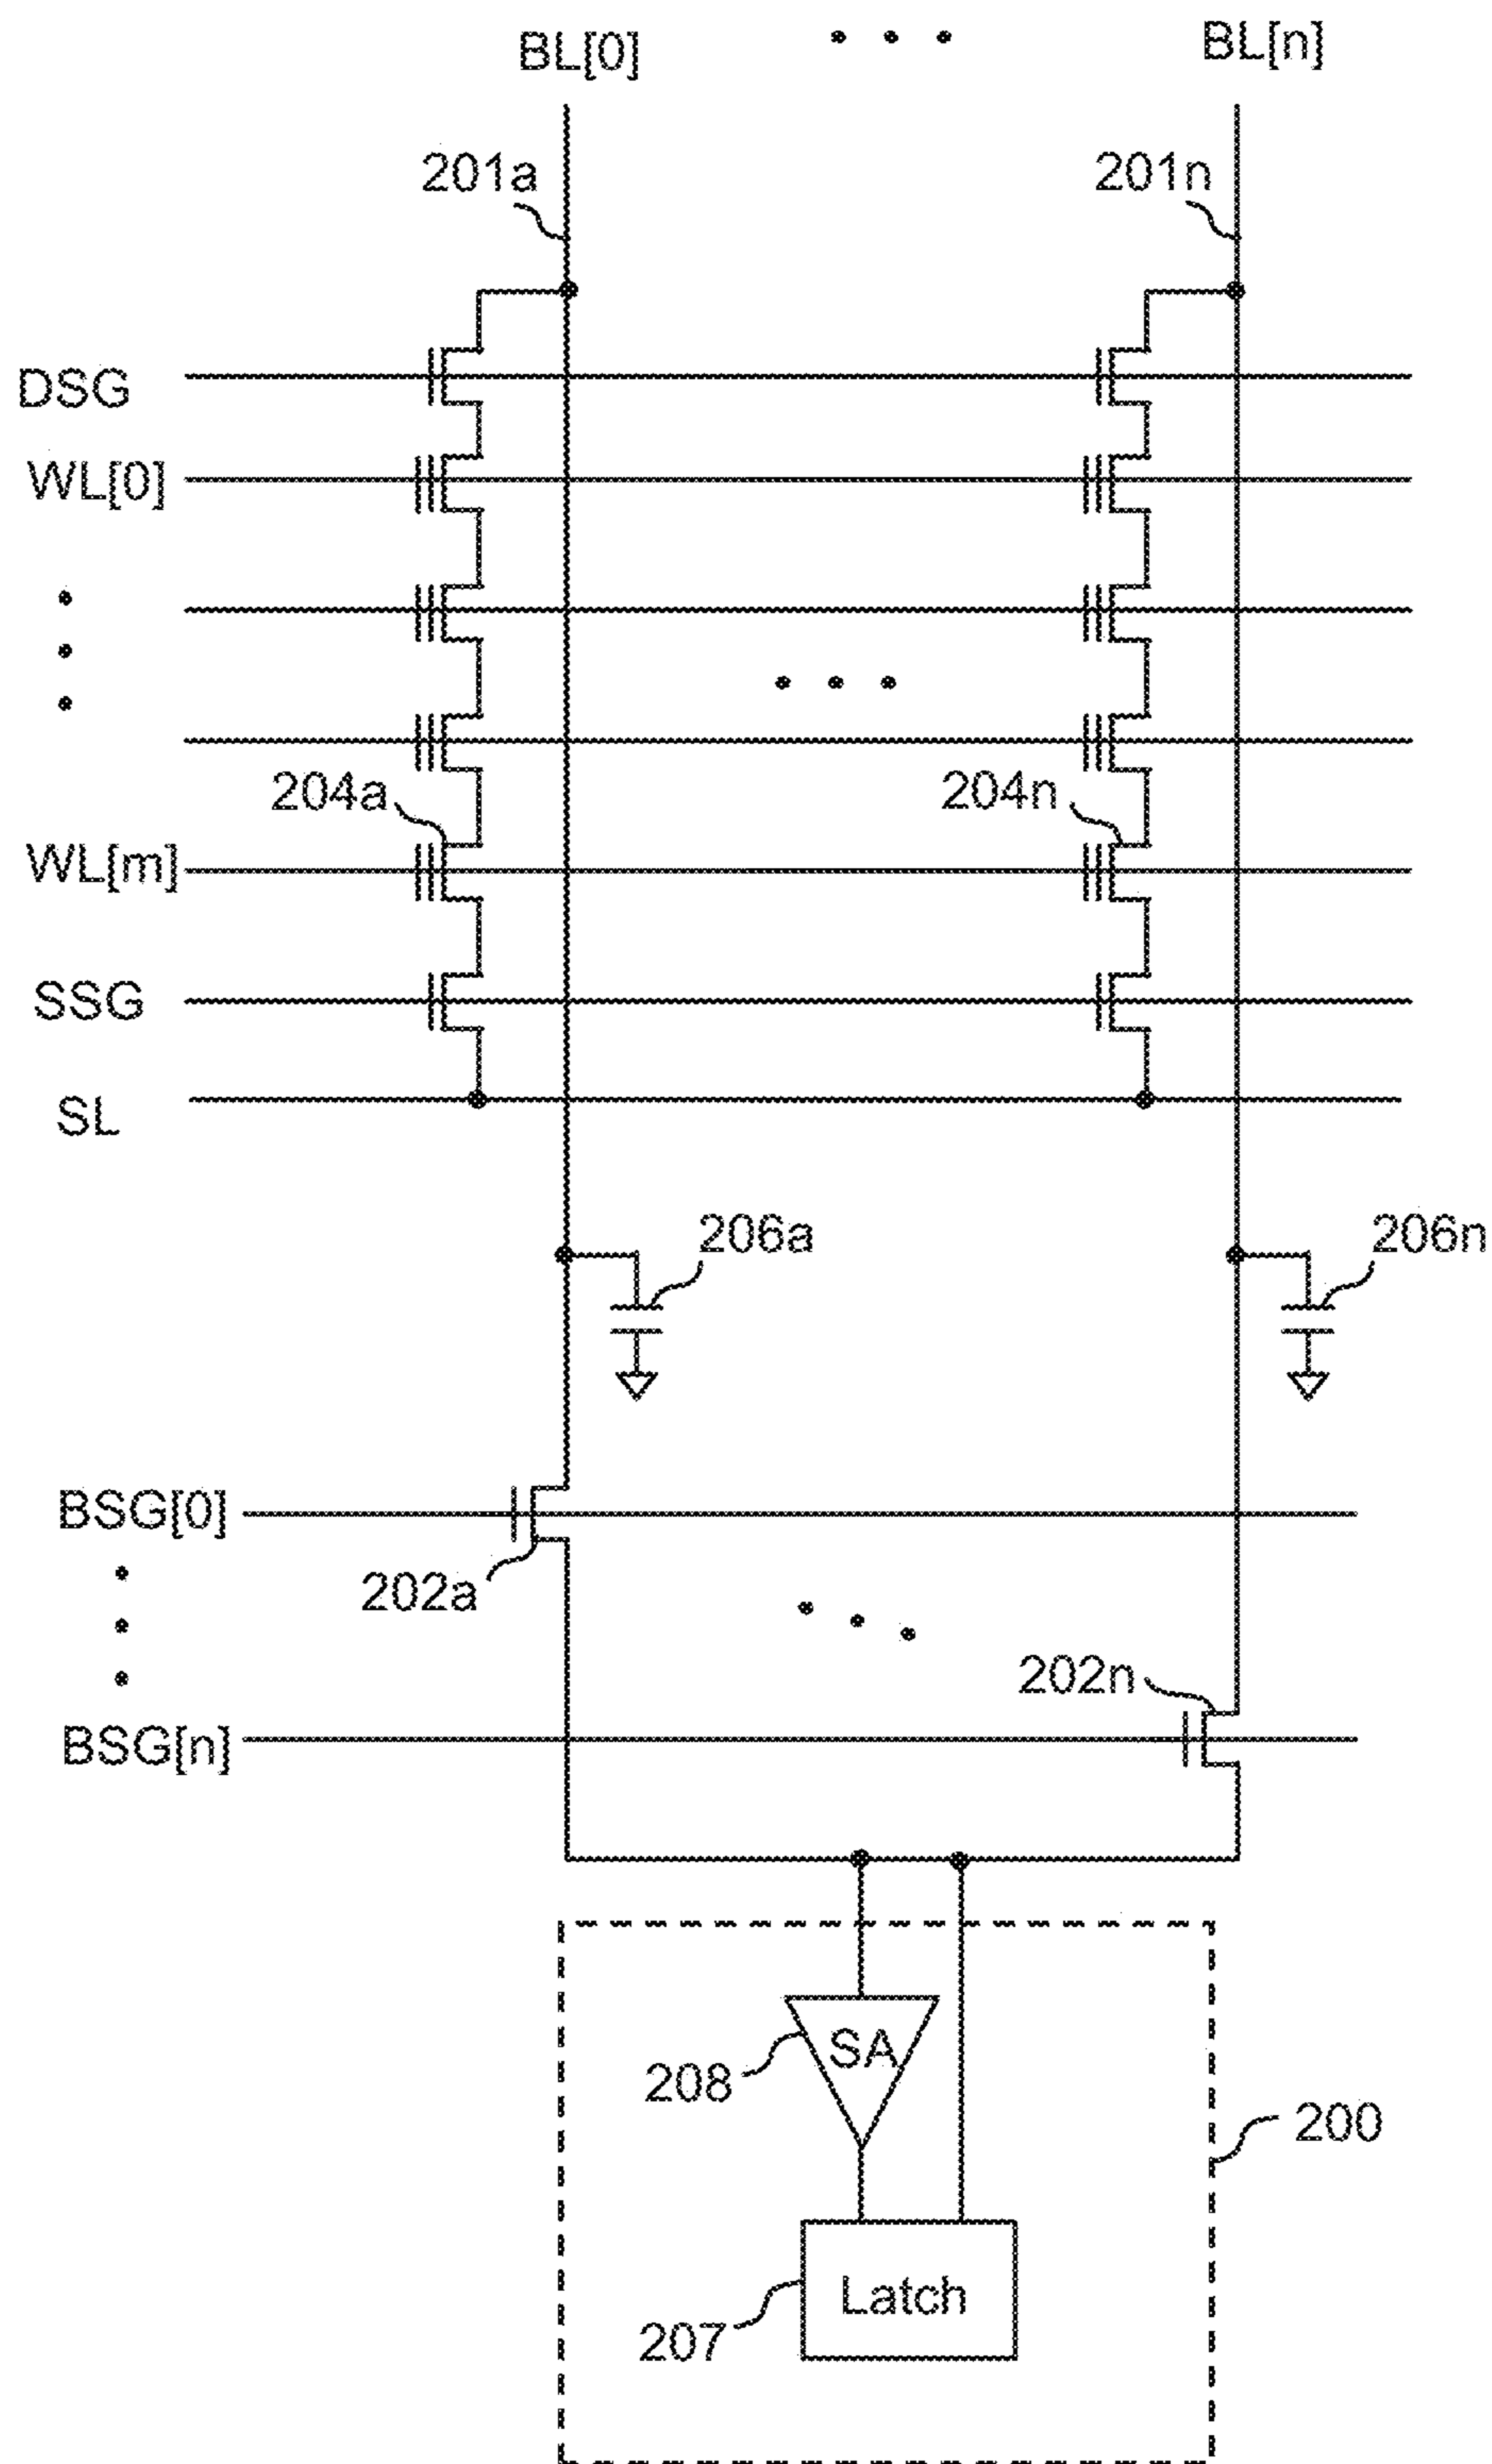 BL[0]
BL[n]
201a
201n
DSG
WL[0]
204a
204n
WL[m]
SSG
SL
206a
206n
BSG[0]
202a
202n
BSG[n]
SA
208
200
Latch
207